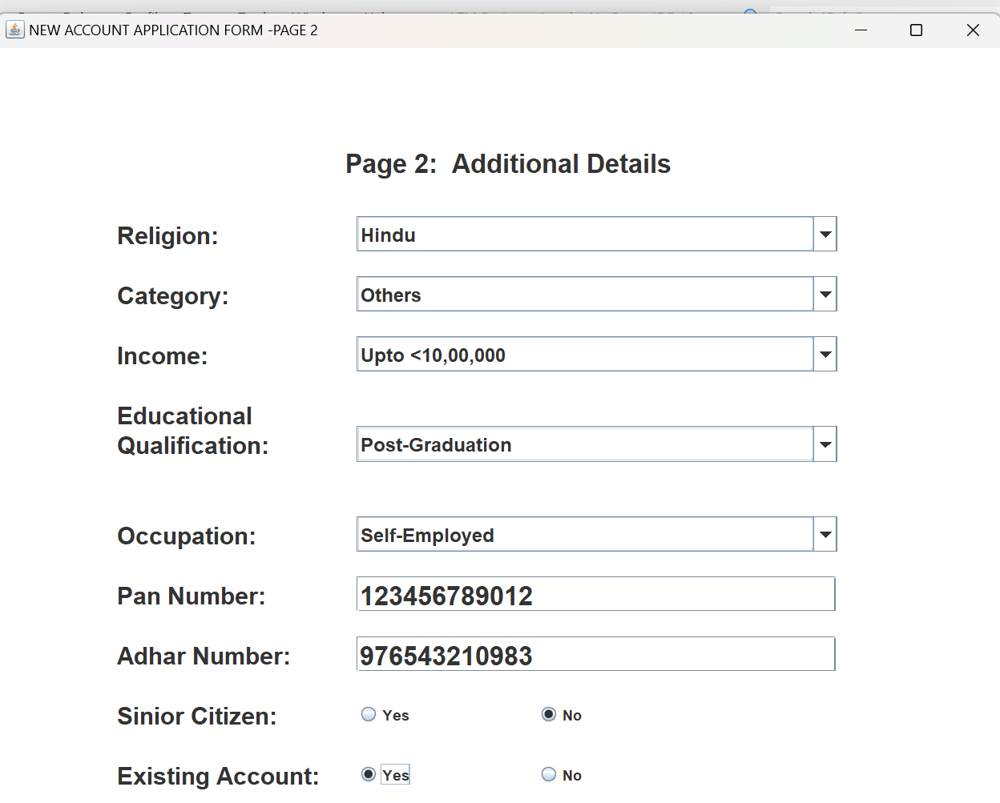 NEW ACCOUNT APPLICATION FORM -PAGE 2
Page 2:  Additional Details
Religion: Hindu
Category: Others
Income: Upto <10,00,000
Educational
Qualification: Post-Graduation
Occupation: Self-Employed
Pan Number: 123456789012
Adhar Number: 976543210983
Sinior Citizen: Yes No
Existing Account: Yes No